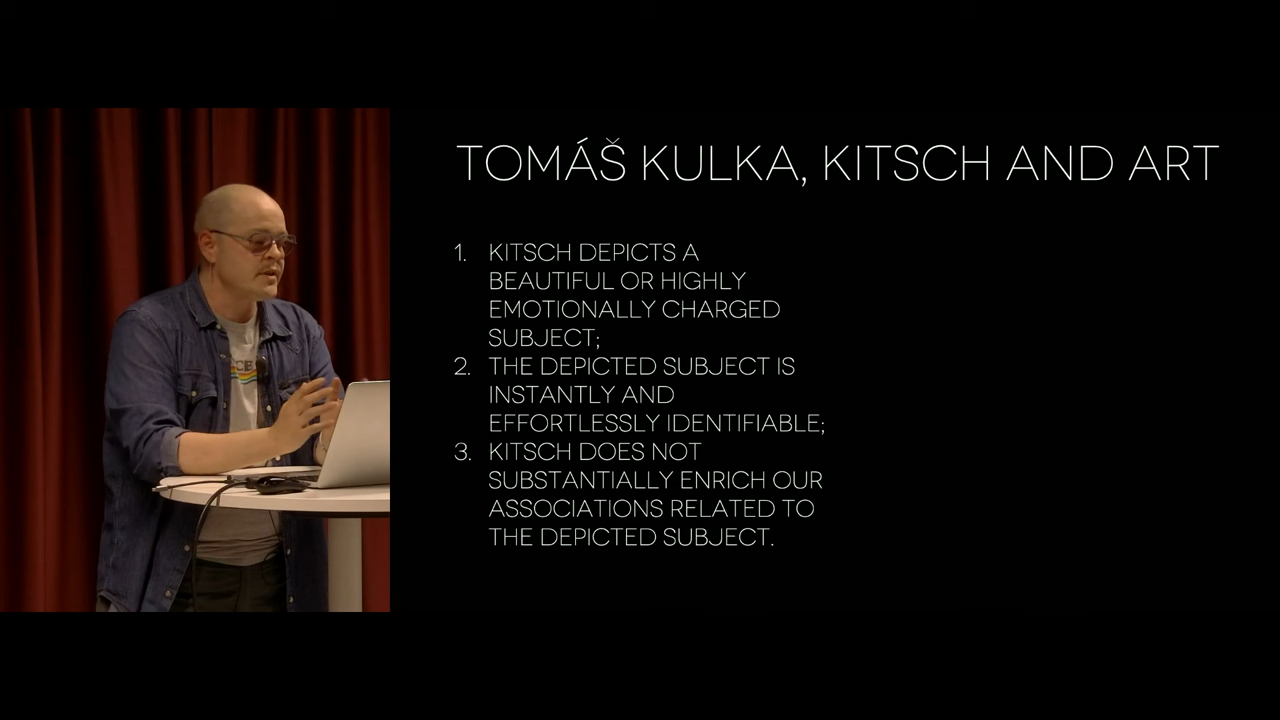 TOMÁŠ KULKA, KITSCH AND ART
1. KITSCH DEPICTS A
BEAUTIFUL OR HIGHLY
EMOTIONALLY CHARGED
SUBJECT;
2. THE DEPICTED SUBJECT IS
INSTANTLY AND
EFFORTLESSLY IDENTIFIABLE;
3. KITSCH DOES NOT
SUBSTANTIALLY ENRICH OUR
ASSOCIATIONS RELATED TO
THE DEPICTED SUBJECT.